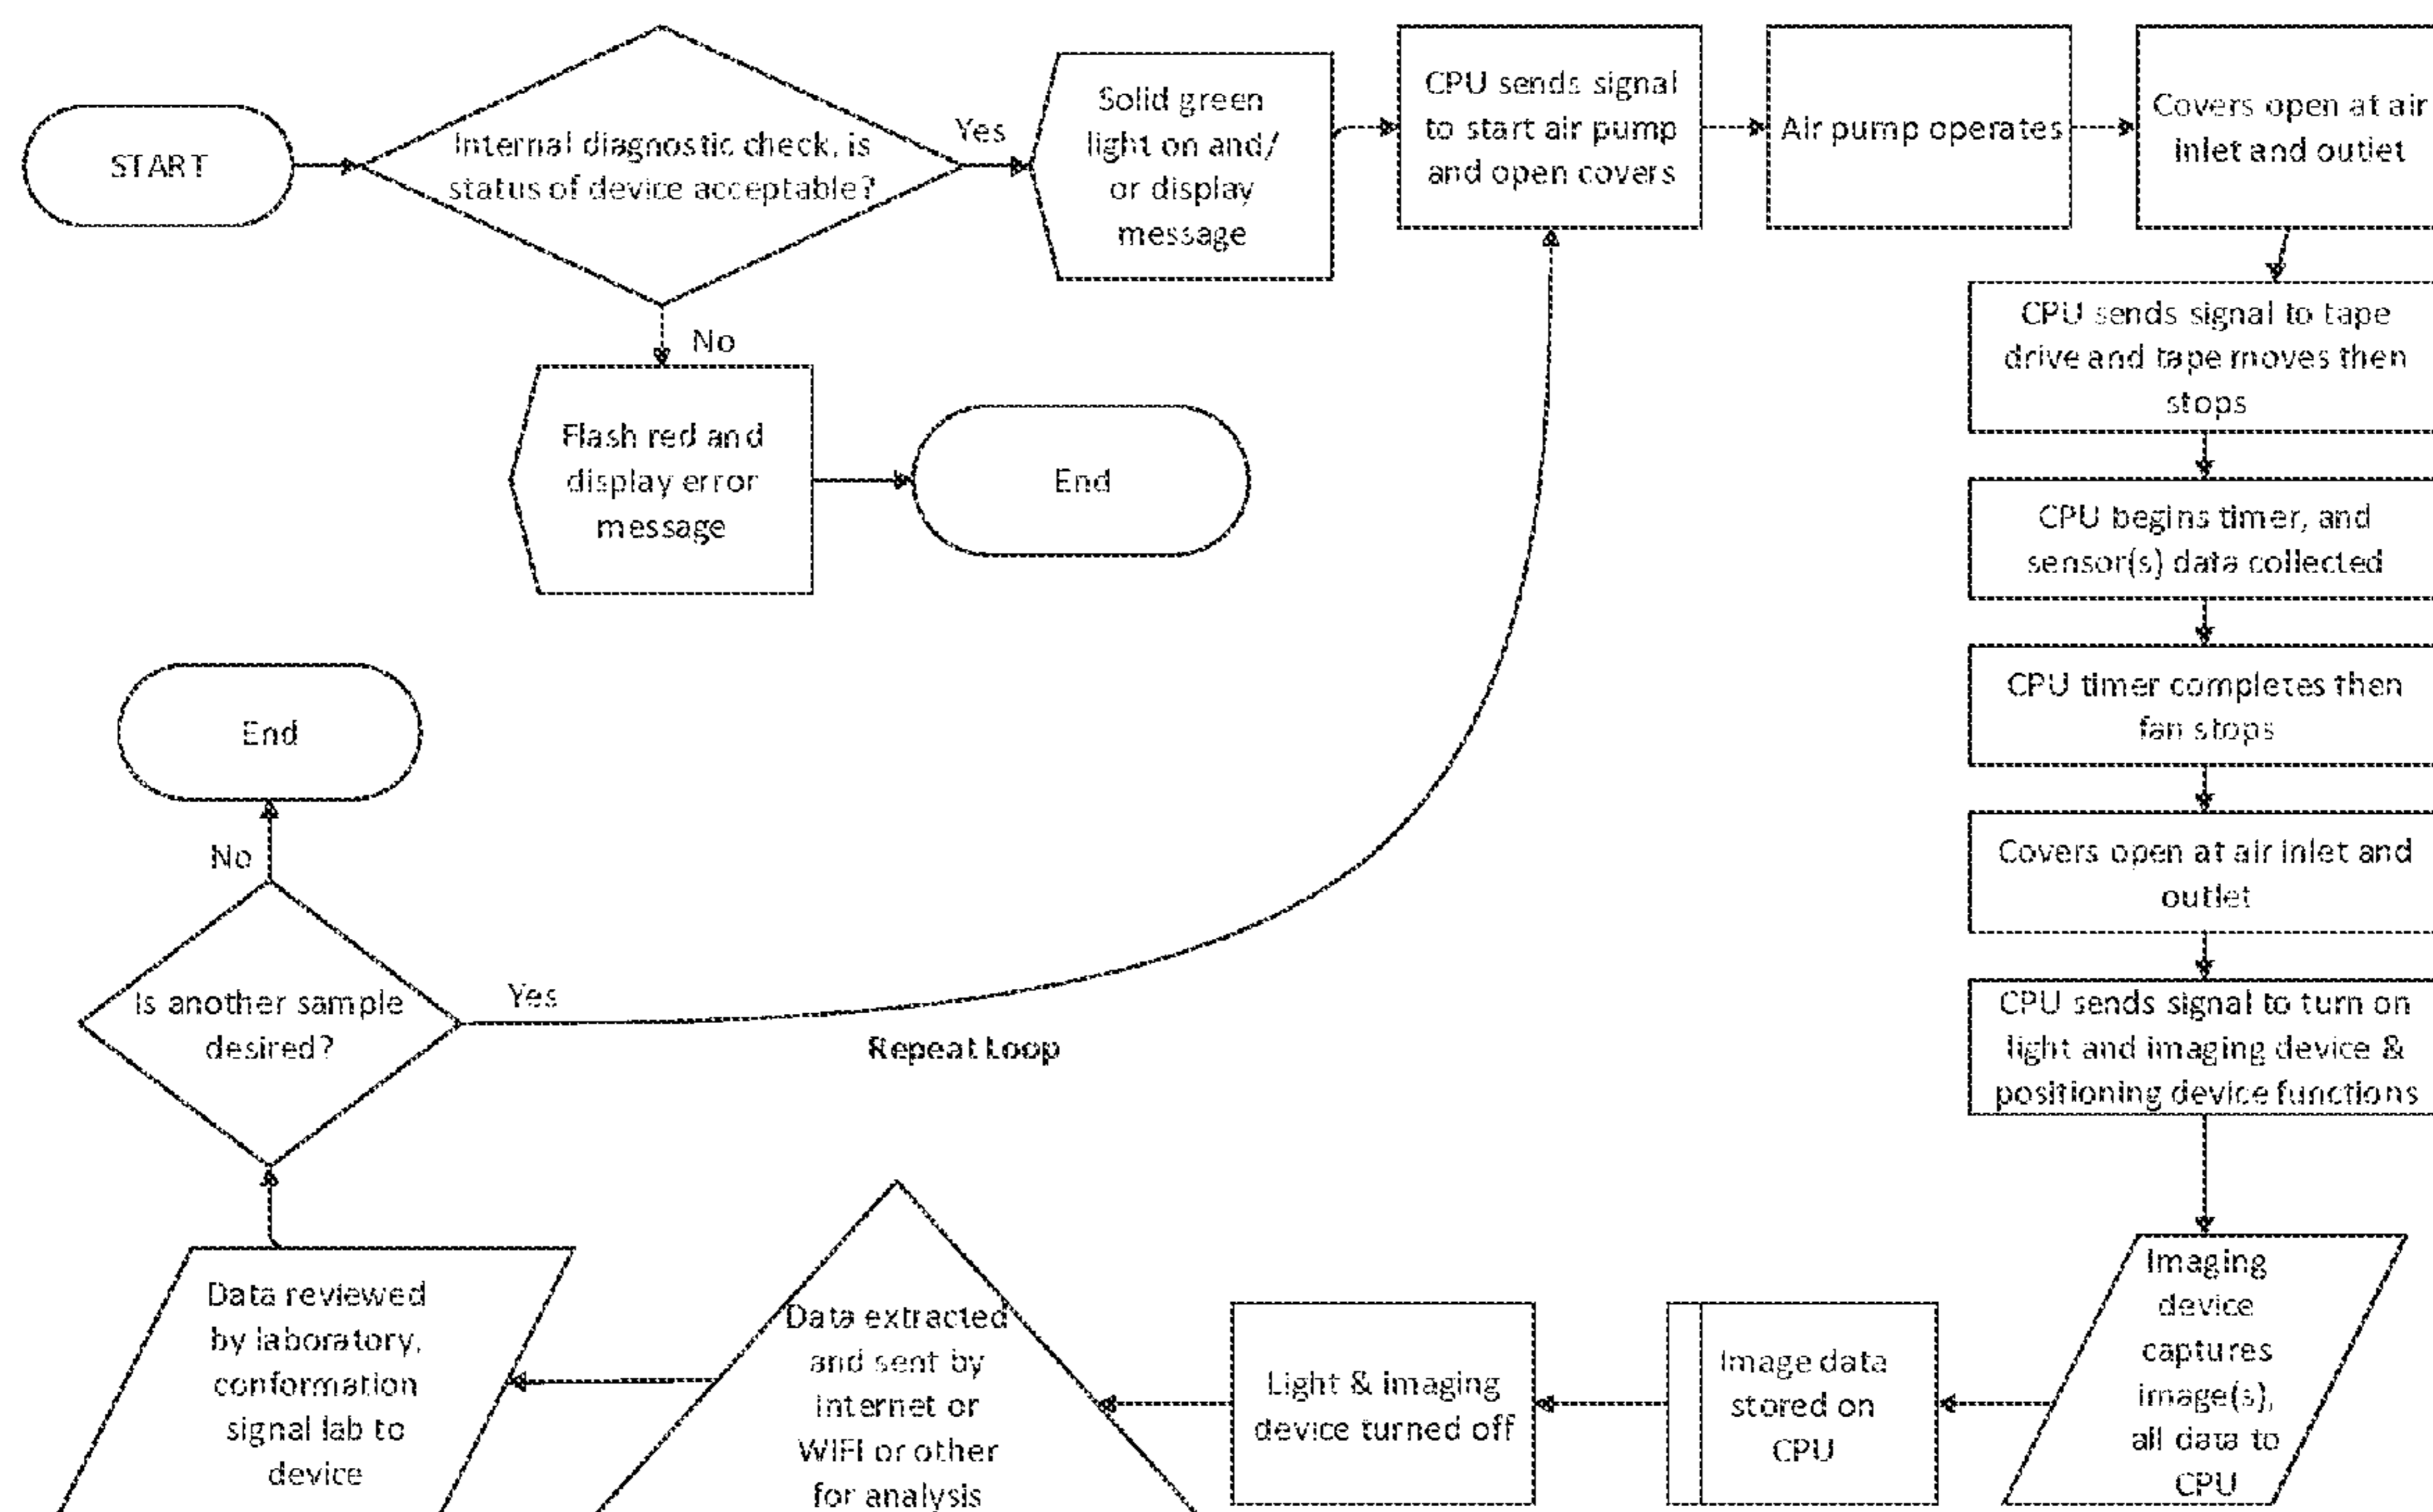 START
Internal diagnostic check, is
status of device acceptable?
Yes
Solid green
light on and/
or display
message
CPU sends signal
to start air pump
and open covers
Air pump operates
Covers open at air
inlet and outlet
No
Flash red and
display error
message
End
CPU sends signal to tape
drive and tape moves then
stops
CPU begins timer, and
sensor(s) data collected
CPU timer completes then
fan stops
Covers open at air inlet and
outlet
CPU sends signal to turn on
light and imaging device &
positioning device functions
Imaging
device
captures
image(s),
all data to
CPU
Image data
stored on
CPU
Light & imaging
device turned off
Data extracted
and sent by
internet or
WIFI or other
for analysis
Data reviewed
by laboratory,
conformation
signal lab to
device
Is another sample
desired?
Yes
Repeat Loop
No
End